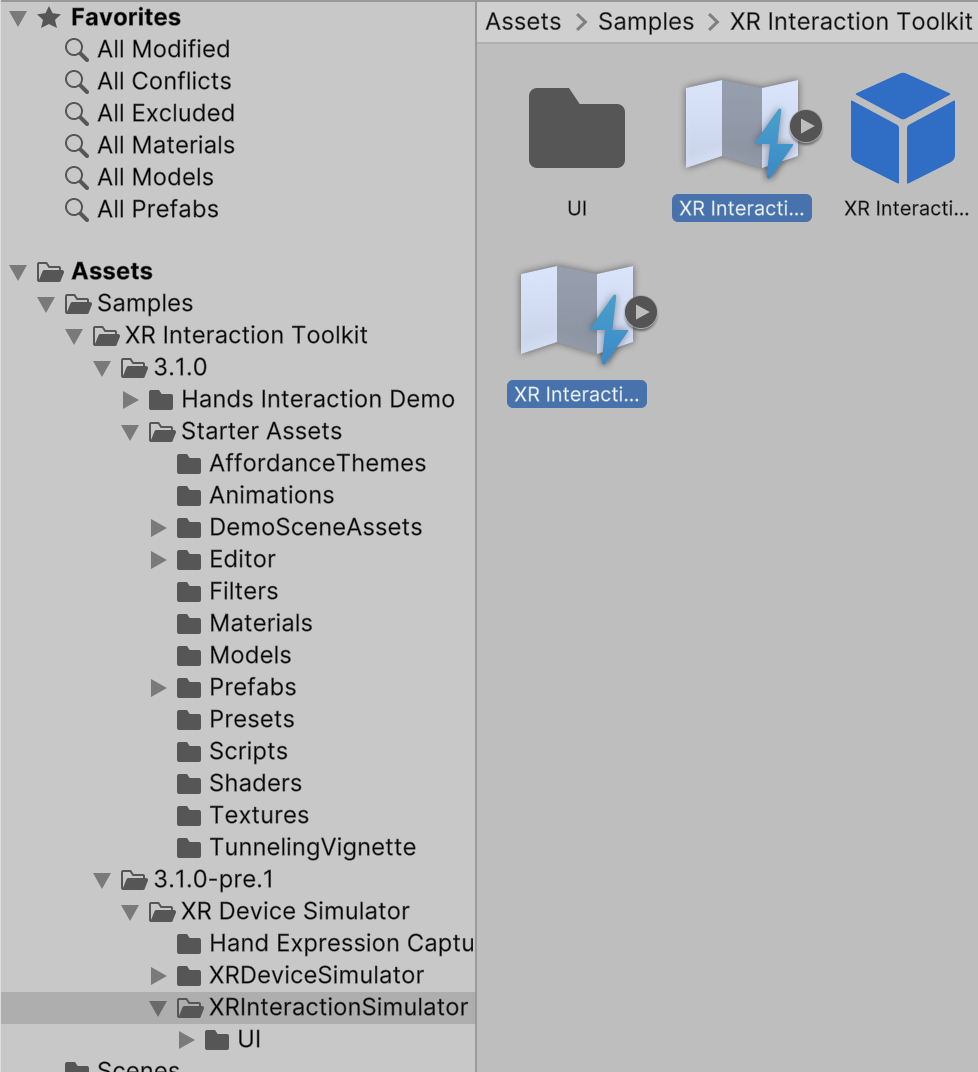 Favorites
All Modified
All Conflicts
All Excluded
All Materials
All Models
All Prefabs
Assets
Samples
XR Interaction Toolkit
3.1.0
Hands Interaction Demo
Starter Assets
AffordanceThemes
Animations
DemoSceneAssets
Editor
Filters
Materials
Models
Prefabs
Presets
Scripts
Shaders
Textures
TunnelingVignette
3.1.0-pre.1
XR Device Simulator
Hand Expression Captu
XRDeviceSimulator
XRInteractionSimulator
UI
Scenes
Assets > Samples > XR Interaction Toolkit
UI
XR Interacti...
XR Interacti...
XR Interacti...